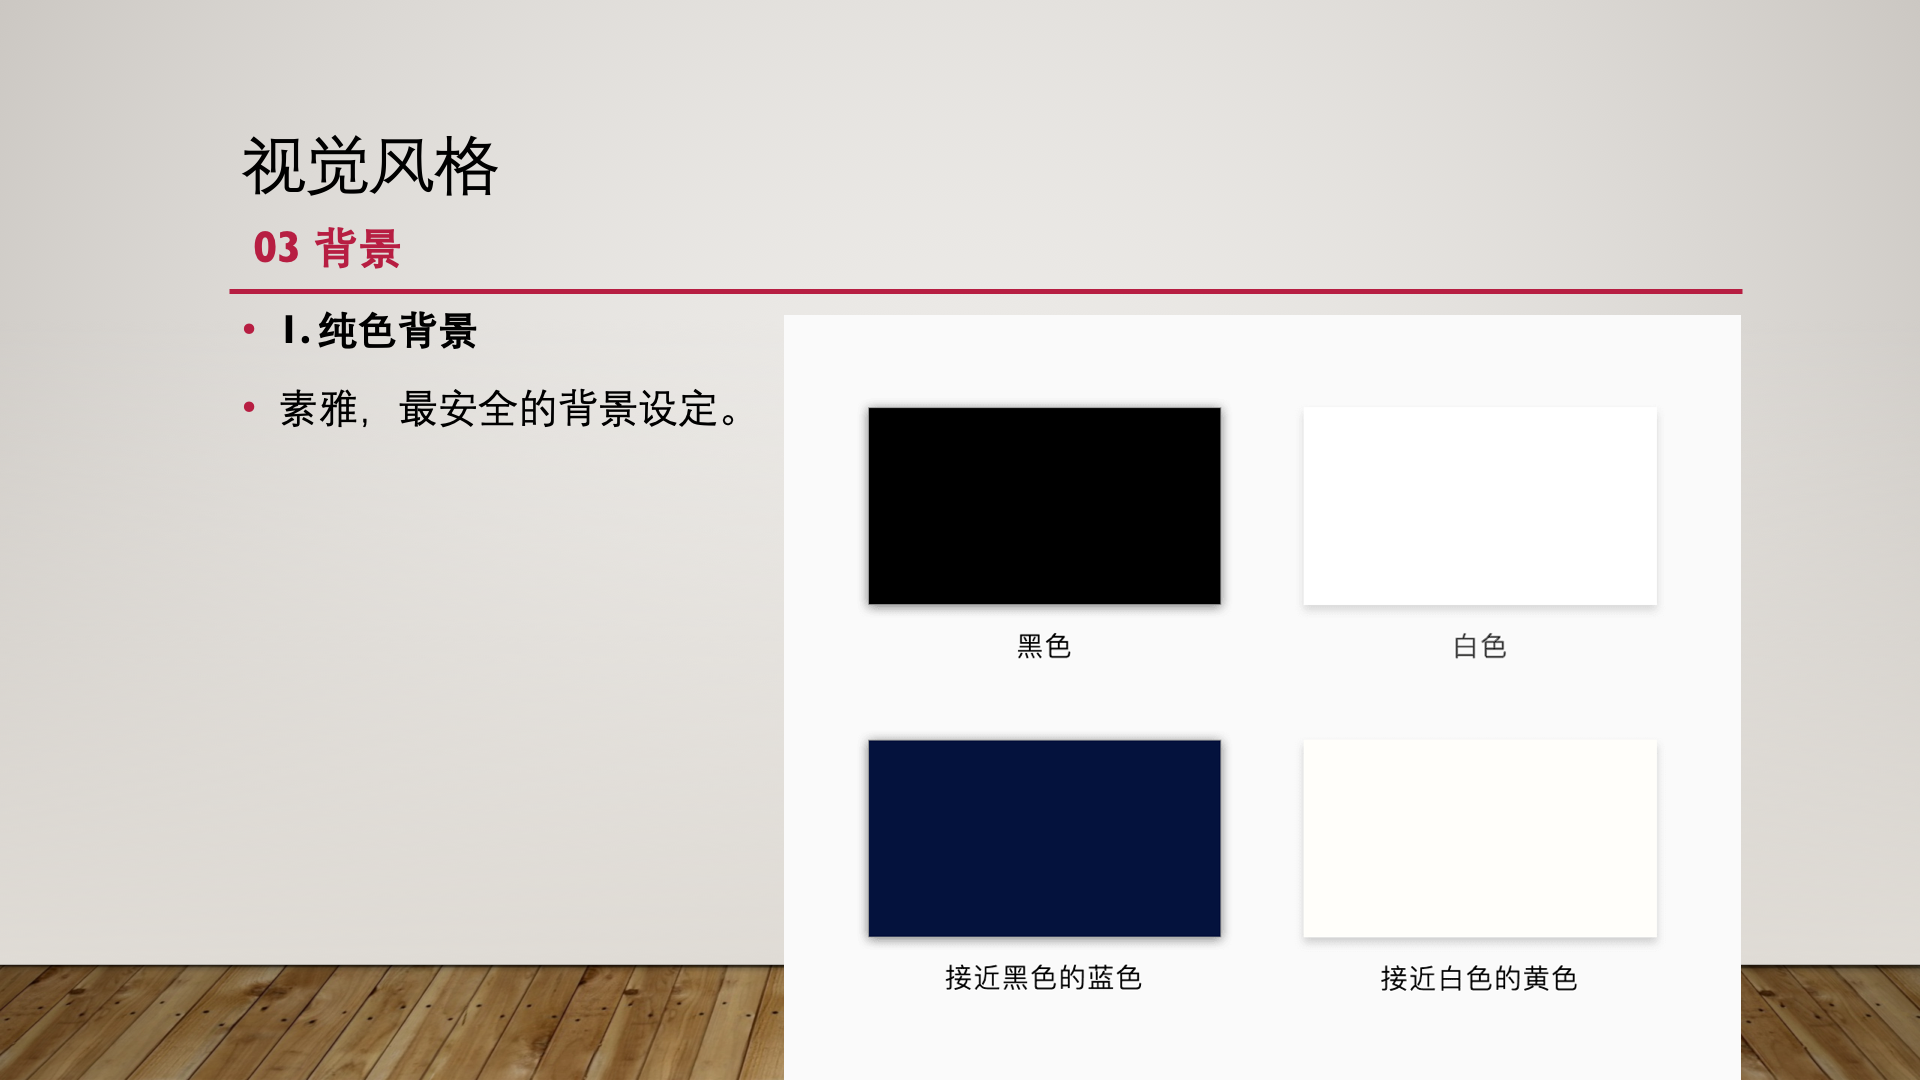 视觉风格
03 背景
• 1.纯色背景
• 素雅，最安全的背景设定。
黑色
白色
接近黑色的蓝色
接近白色的黄色